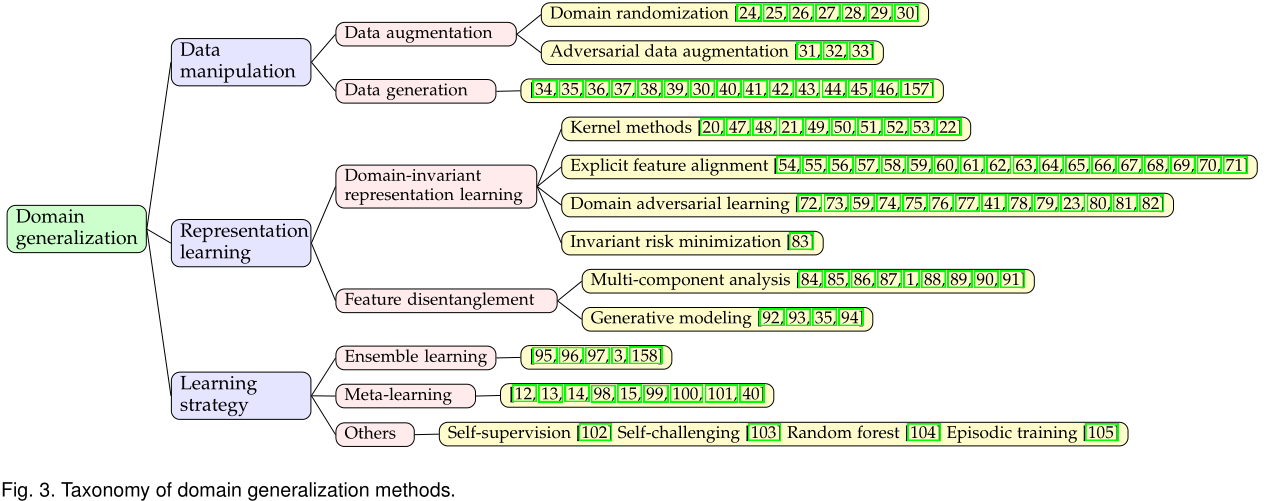 Domain randomization [24, 25, 26, 27, 28, 29, 30]
Data augmentation
Adversarial data augmentation [31, 32, 33]
Data
manipulation
Data generation
[34, 35, 36, 37, 38, 39, 30, 40, 41, 42, 43, 44, 45, 46, 157]
Kernel methods [20, 47, 48, 21, 49, 50, 51, 52, 53, 22]
Explicit feature alignment [54, 55, 56, 57, 58, 59, 60, 61, 62, 63, 64, 65, 66, 67, 68, 69, 70, 71]
Domain-invariant
representation learning
Domain adversarial learning [72, 73, 59, 74, 75, 76, 77, 41, 78, 79, 23, 80, 81, 82]
Invariant risk minimization [83]
Domain
generalization
Representation
learning
Multi-component analysis [84, 85, 86, 87, 1, 88, 89, 90, 91]
Feature disentanglement
Generative modeling [92, 93, 35, 94]
Ensemble learning
[95, 96, 97, 3, 158]
Learning
strategy
Meta-learning
[12, 13, 14, 98, 15, 99, 100, 101, 40]
Others
Self-supervision [102] Self-challenging [103] Random forest [104] Episodic training [105]
Fig. 3. Taxonomy of domain generalization methods.